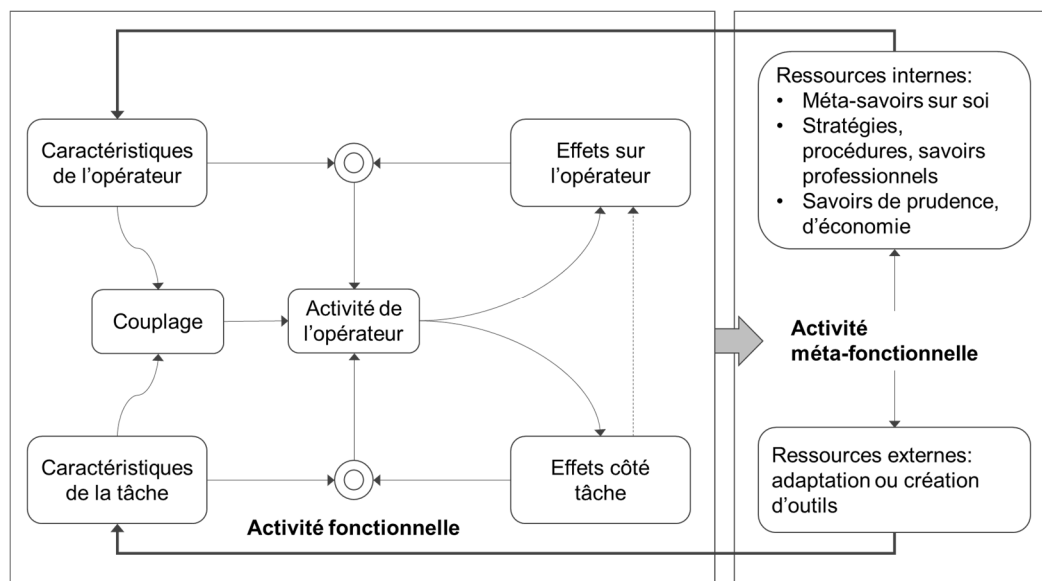 Caractéristiques
de l’opérateur
Effets sur
l’opérateur
Couplage
Activité de
l’opérateur
Caractéristiques
de la tâche
Effets côté
tâche
Activité fonctionnelle
Ressources internes:
• Méta-savoirs sur soi
• Stratégies,
procédures, savoirs
professionnels
• Savoirs de prudence,
d’économie
Activité
méta-fonctionnelle
Ressources externes:
adaptation ou création
d’outils